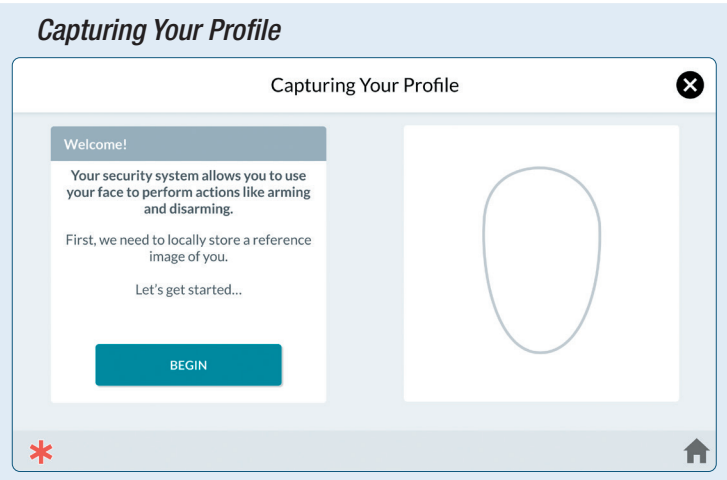 Capturing Your Profile
Capturing Your Profile
Welcome!
Your security system allows you to use
your face to perform actions like arming
and disarming.
First, we need to locally store a reference
image of you.
Let's get started...
BEGIN